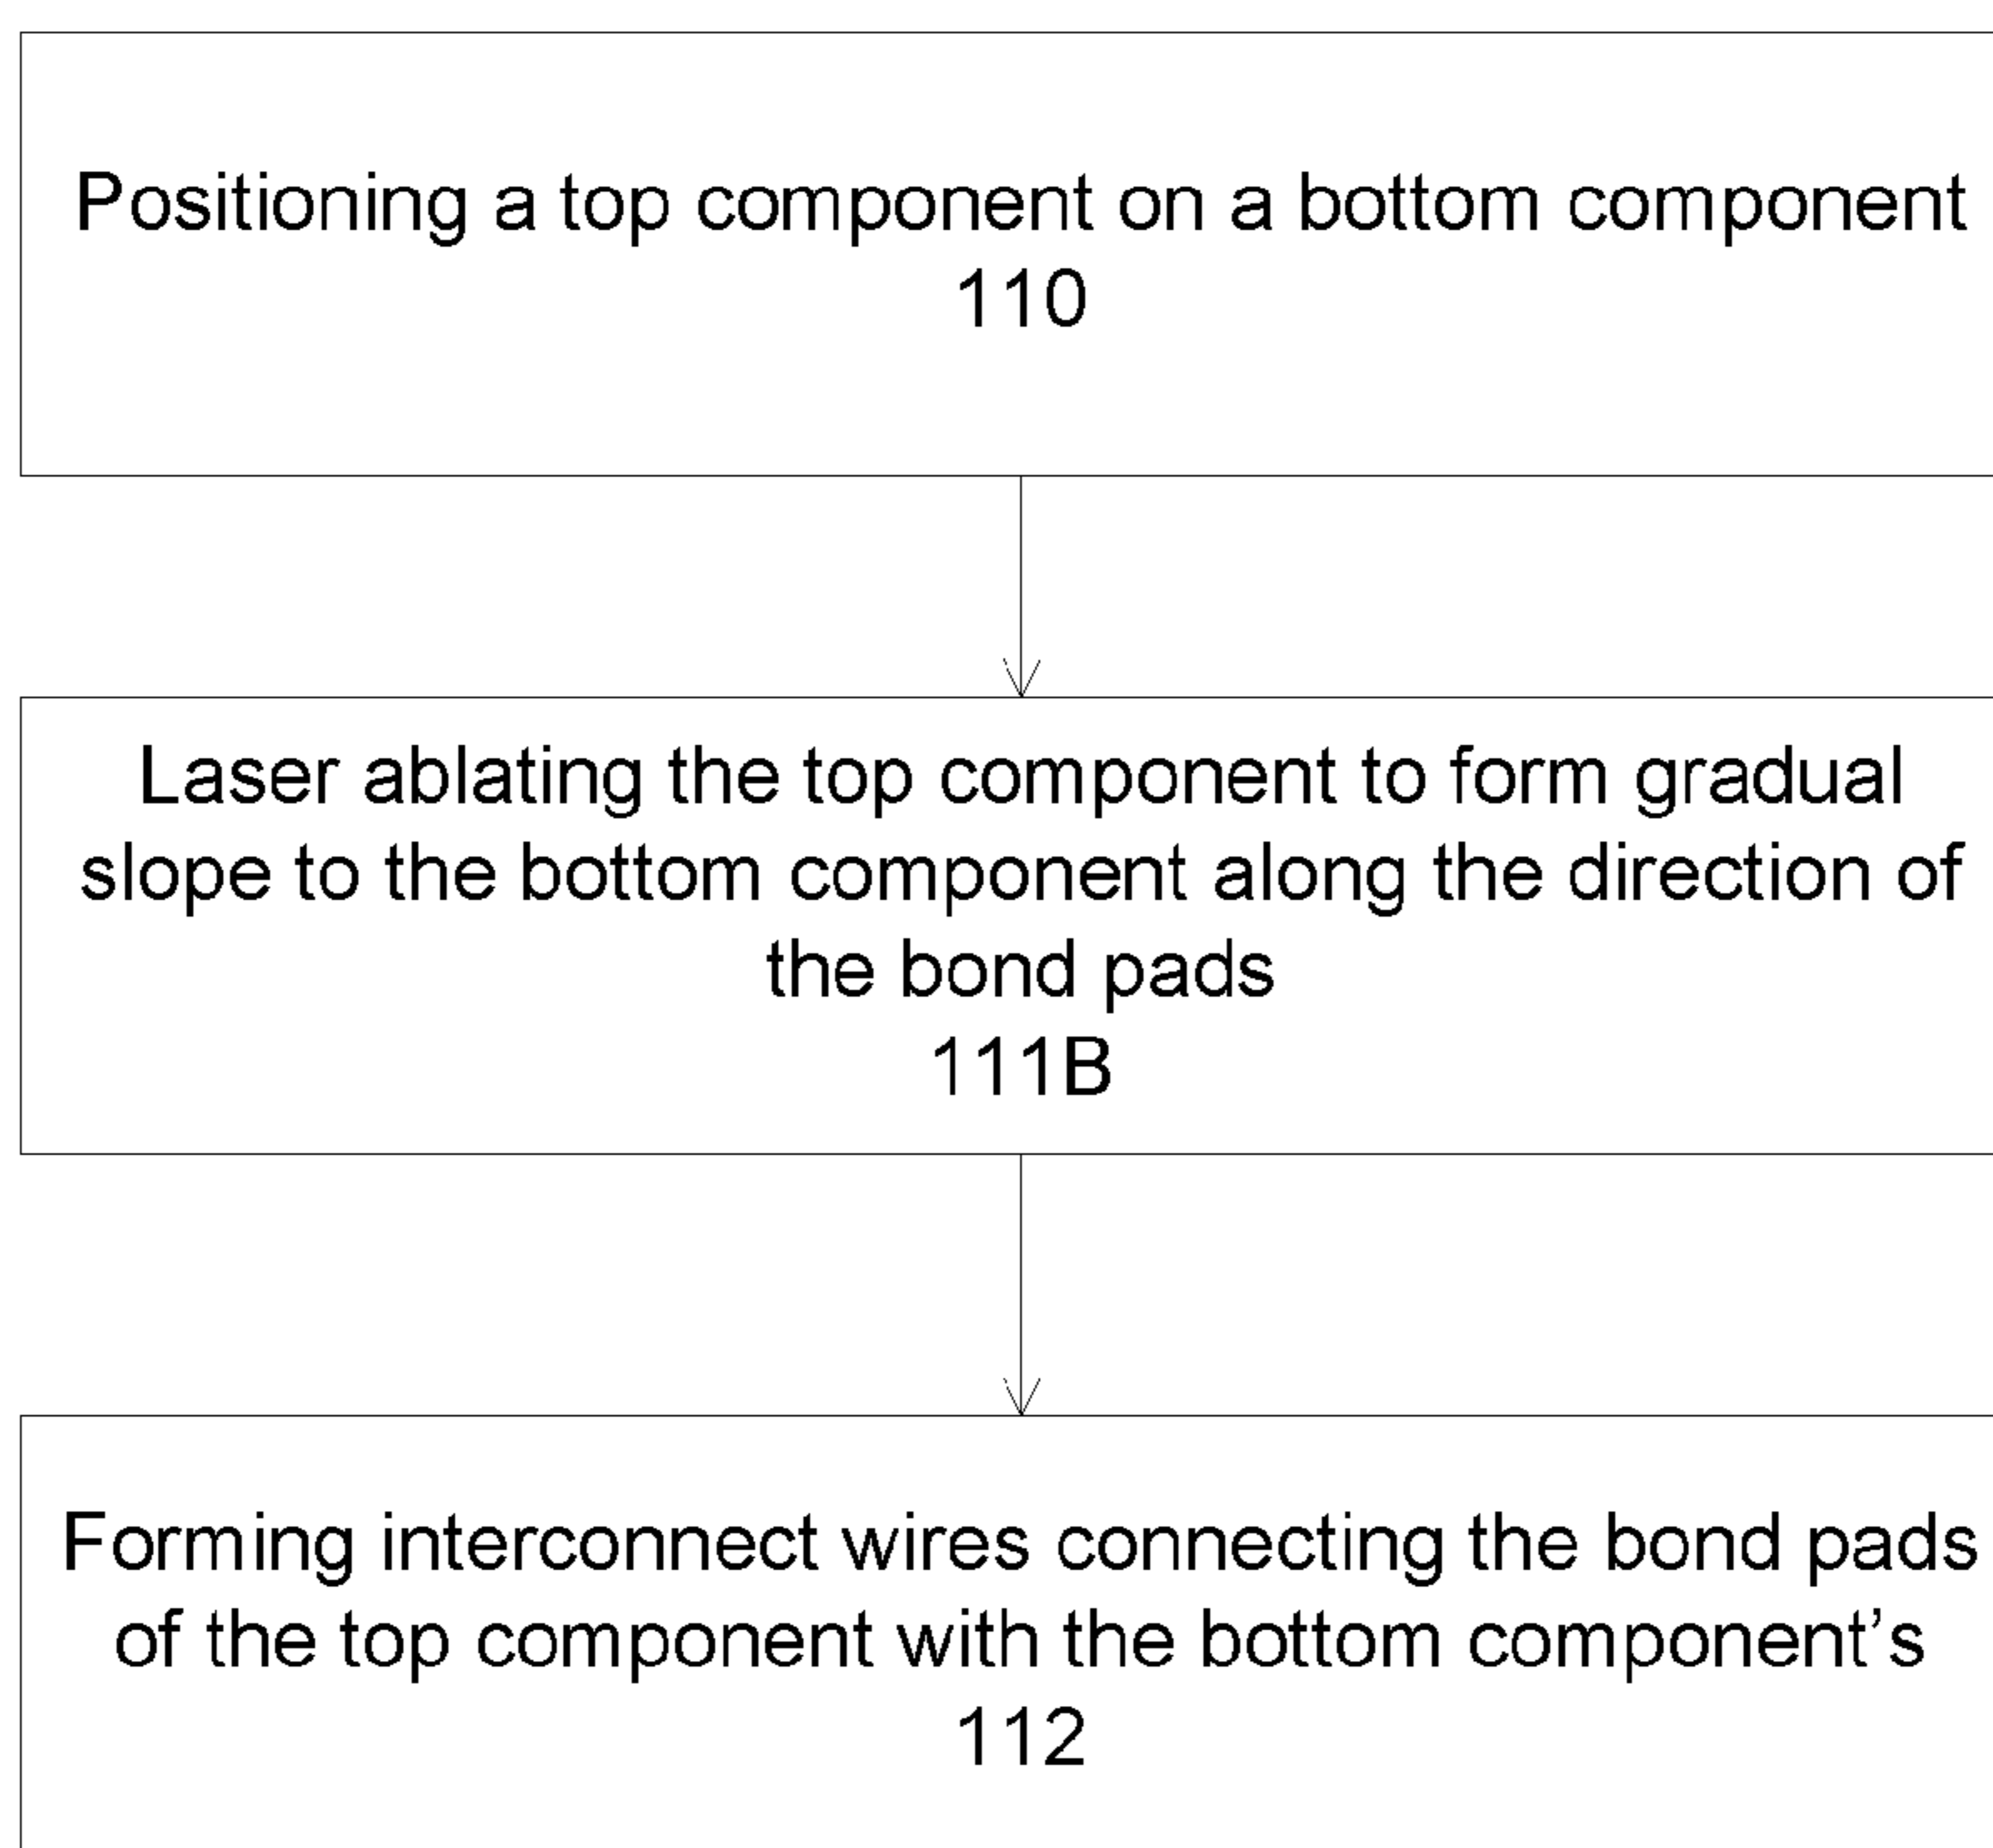 Positioning a top component on a bottom component
110
Laser ablating the top component to form gradual
slope to the bottom component along the direction of
the bond pads
111B
Forming interconnect wires connecting the bond pads
of the top component with the bottom component’s
112